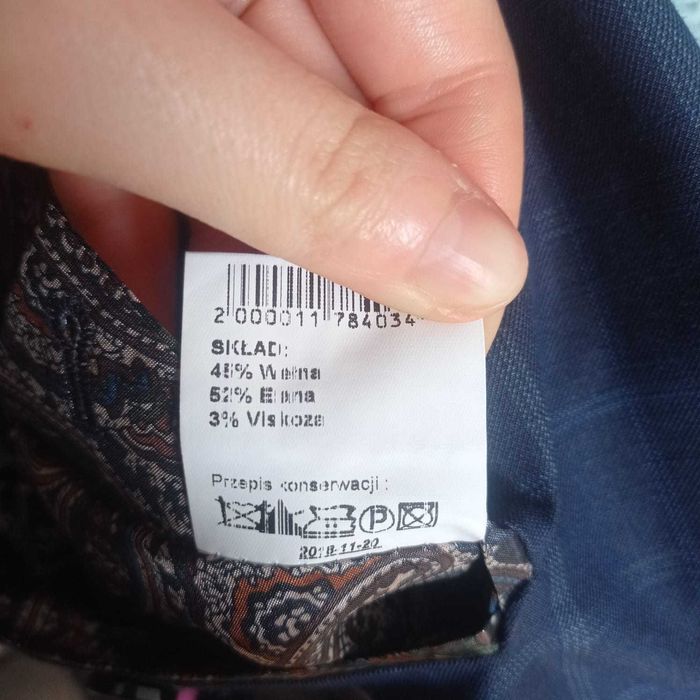 2 000011 784034
SKŁAD:
45% Wełna
52% Elana
3% Viskoza
Przepis konserwacji :
P
2018-11-20